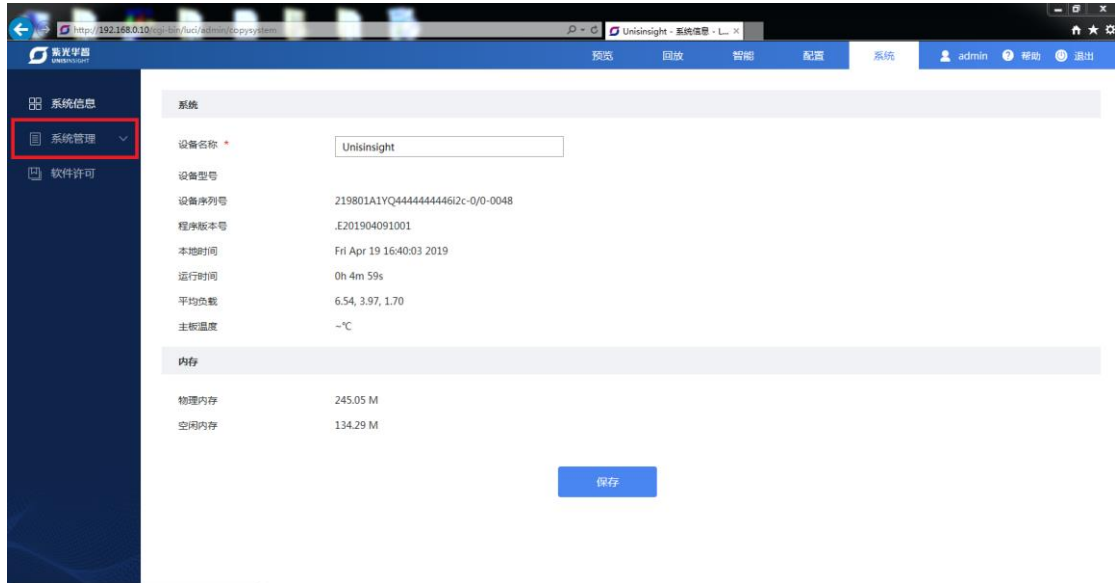 http://192.168.0.10/cgi-bin/luci/admin/copysystem
Unisinsight - 系统信息 - L...
紫光华智
UNISINSIGHT
预览 回放 智能 配置 系统 admin 帮助 退出
系统信息
系统管理
软件许可
系统
设备名称 * Unisinsight
设备型号
设备序列号 219801A1YQ4444444446i2c-0/0-0048
程序版本号 .E201904091001
本地时间 Fri Apr 19 16:40:03 2019
运行时间 0h 4m 59s
平均负载 6.54, 3.97, 1.70
主板温度 ~℃
内存
物理内存 245.05 M
空闲内存 134.29 M
保存